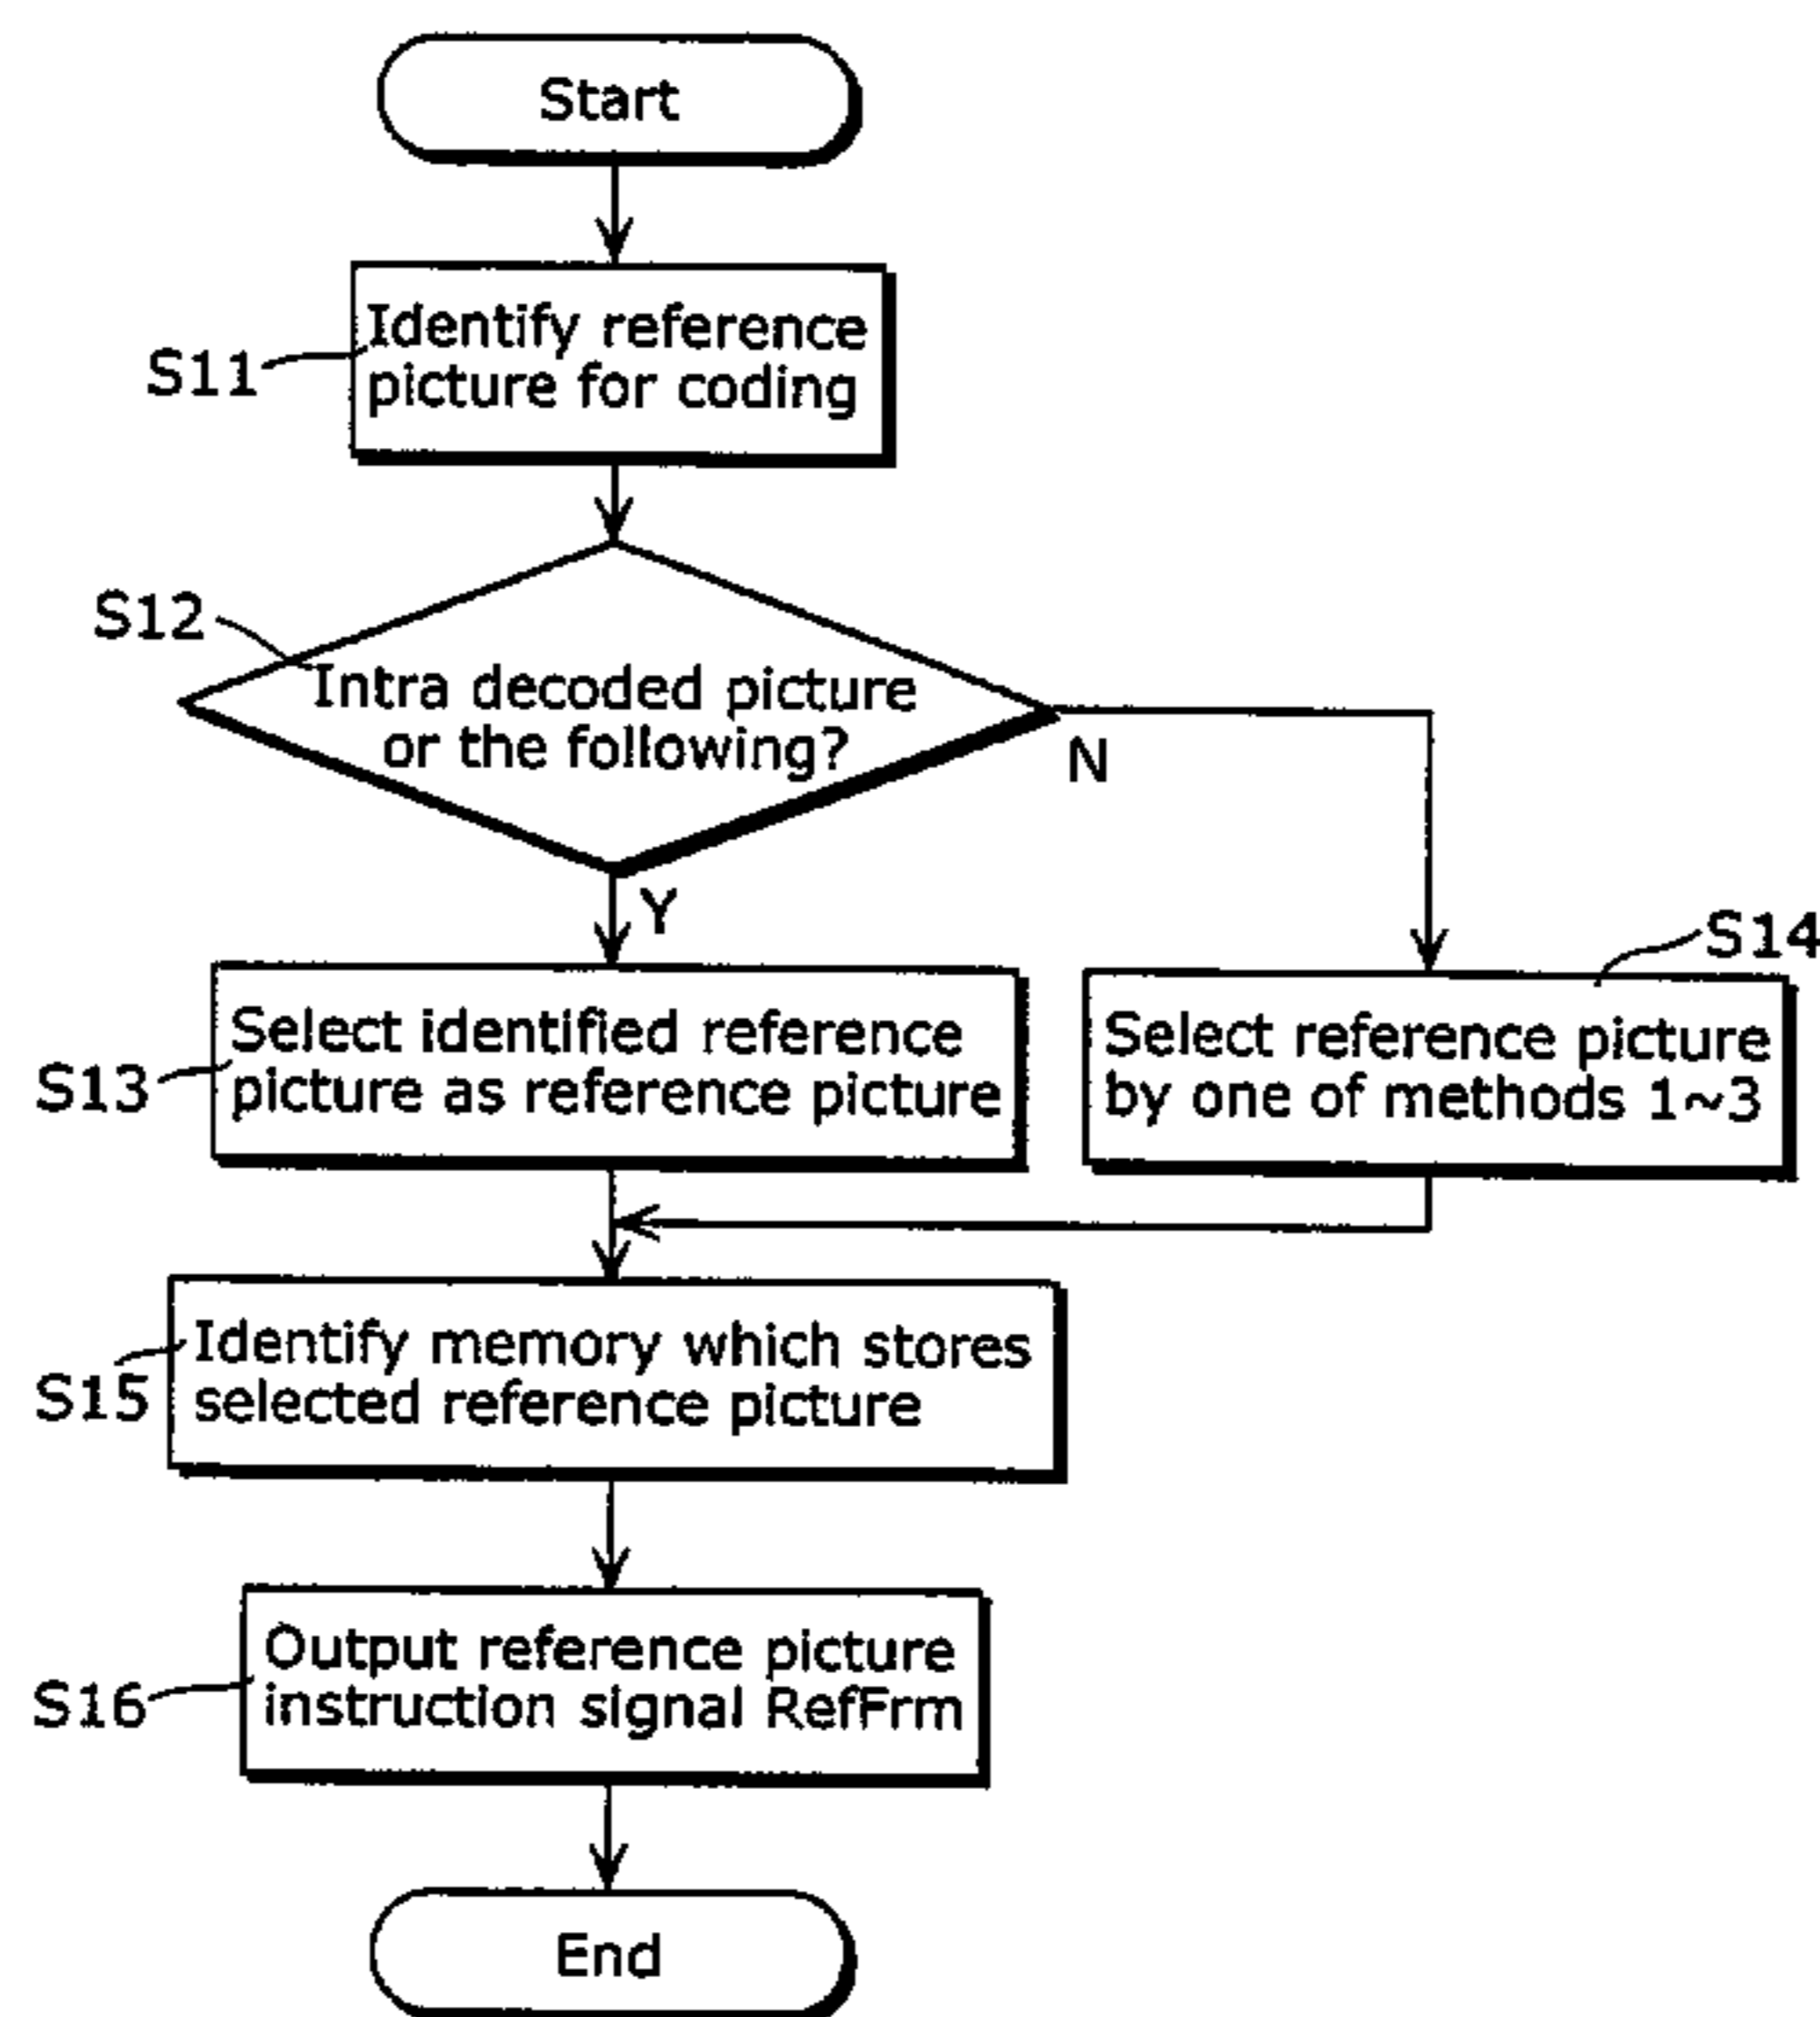 Start
S11
Identify reference
picture for coding
S12
Intra decoded picture
or the following?
N
Y
S13
Select identified reference
picture as reference picture
S14
Select reference picture
by one of methods 1~3
S15
Identify memory which stores
selected reference picture
S16
Output reference picture
instruction signal RefFrm
End